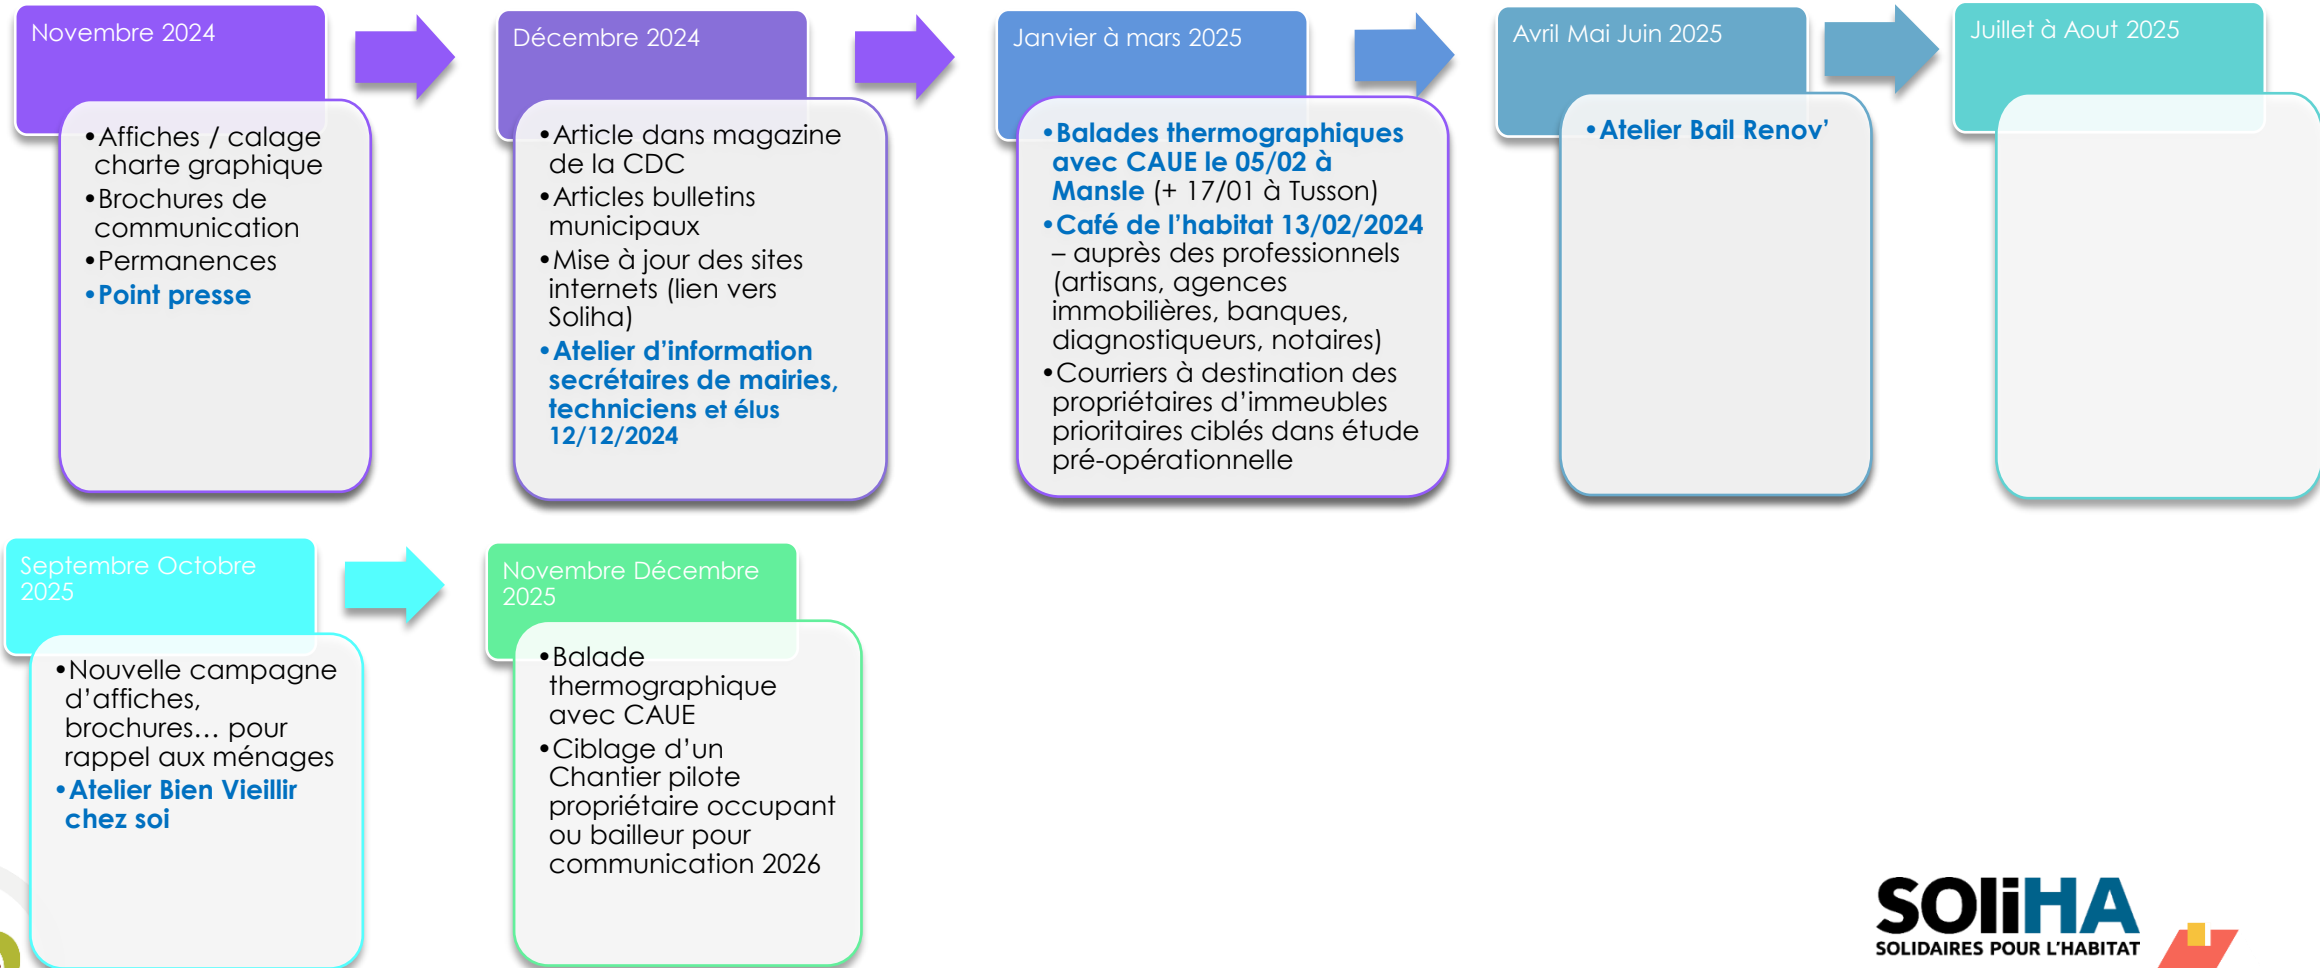 Novembre 2024
•Affiches / calage
charte graphique
•Brochures de
communication
•Permanences
•Point presse
Décembre 2024
•Article dans magazine
de la CDC
•Articles bulletins
municipaux
•Mise à jour des sites
internets (lien vers
Soliha)
•Atelier d’information
secrétaires de mairies,
techniciens et élus
12/12/2024
Janvier à mars 2025
•Balades thermographiques
avec CAUE le 05/02 à
Mansle (+ 17/01 à Tusson)
•Café de l’habitat 13/02/2024
– auprès des professionnels
(artisans, agences
immobilières, banques,
diagnostiqueurs, notaires)
•Courriers à destination des
propriétaires d’immeubles
prioritaires ciblés dans étude
pré-opérationnelle
Avril Mai Juin 2025
•Atelier Bail Renov’
Juillet à Aout 2025
Septembre Octobre
2025
•Nouvelle campagne
d’affiches,
brochures… pour
rappel aux ménages
•Atelier Bien Vieillir
chez soi
Novembre Décembre
2025
•Balade
thermographique
avec CAUE
•Ciblage d’un
Chantier pilote
propriétaire occupant
ou bailleur pour
communication 2026
SOliHA
SOLIDAIRES POUR L’HABITAT